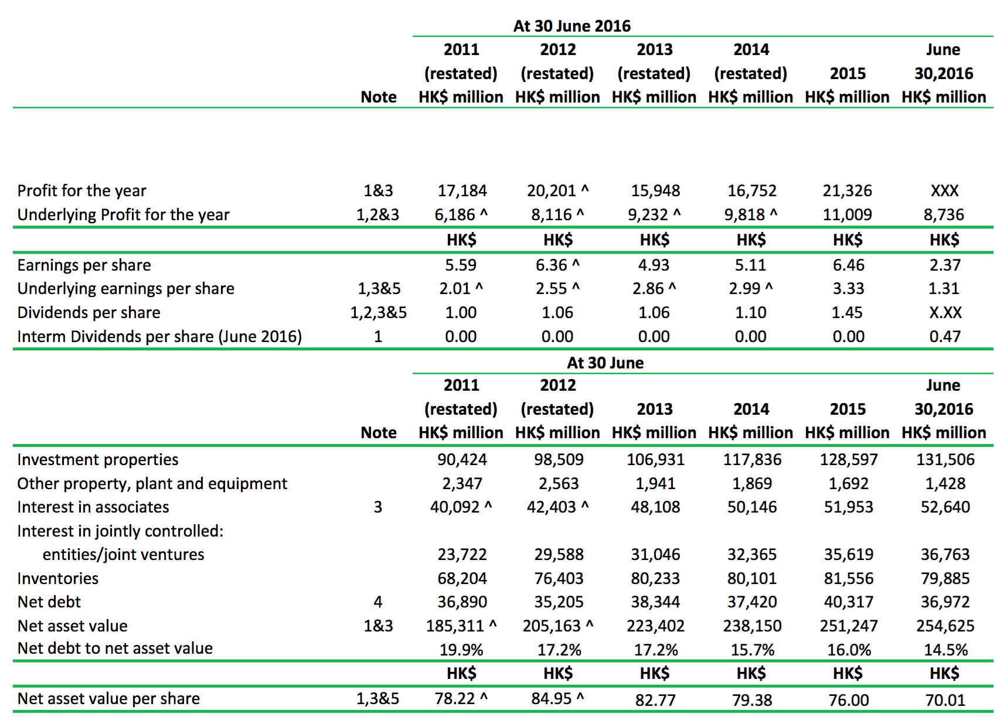 At 30 June 2016
2011 2012 2013 2014 June
(restated) (restated) (restated) (restated) 2015 30,2016
Note HK$ million HK$ million HK$ million HK$ million HK$ million HK$ million
Profit for the year 1&3 17,184 20,201 ^ 15,948 16,752 21,326 XXX
Underlying Profit for the year 1,2&3 6,186 ^ 8,116 ^ 9,232 ^ 9,818 ^ 11,009 8,736
HK$ HK$ HK$ HK$ HK$ HK$
Earnings per share 5.59 6.36 ^ 4.93 5.11 6.46 2.37
Underlying earnings per share 1,3&5 2.01 ^ 2.55 ^ 2.86 ^ 2.99 ^ 3.33 1.31
Dividends per share 1,2,3&5 1.00 1.06 1.06 1.10 1.45 X.XX
Interm Dividends per share (June 2016) 1 0.00 0.00 0.00 0.00 0.00 0.47
At 30 June
2011 2012 June
(restated) (restated) 2013 2014 2015 30,2016
Note HK$ million HK$ million HK$ million HK$ million HK$ million HK$ million
Investment properties 90,424 98,509 106,931 117,836 128,597 131,506
Other property, plant and equipment 2,347 2,563 1,941 1,869 1,692 1,428
Interest in associates 3 40,092 ^ 42,403 ^ 48,108 50,146 51,953 52,640
Interest in jointly controlled:
entities/joint ventures 23,722 29,588 31,046 32,365 35,619 36,763
Inventories 68,204 76,403 80,233 80,101 81,556 79,885
Net debt 4 36,890 35,205 38,344 37,420 40,317 36,972
Net asset value 1&3 185,311 ^ 205,163 ^ 223,402 238,150 251,247 254,625
Net debt to net asset value 19.9% 17.2% 17.2% 15.7% 16.0% 14.5%
HK$ HK$ HK$ HK$ HK$ HK$
Net asset value per share 1,3&5 78.22 ^ 84.95 ^ 82.77 79.38 76.00 70.01